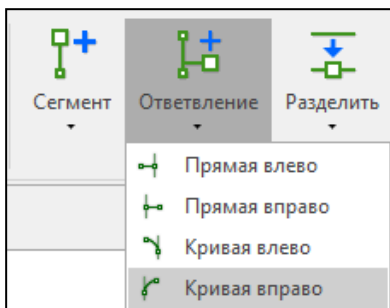 Сегмент Ответвление Разделить
Прямая влево
Прямая вправо
Кривая влево
Кривая вправо